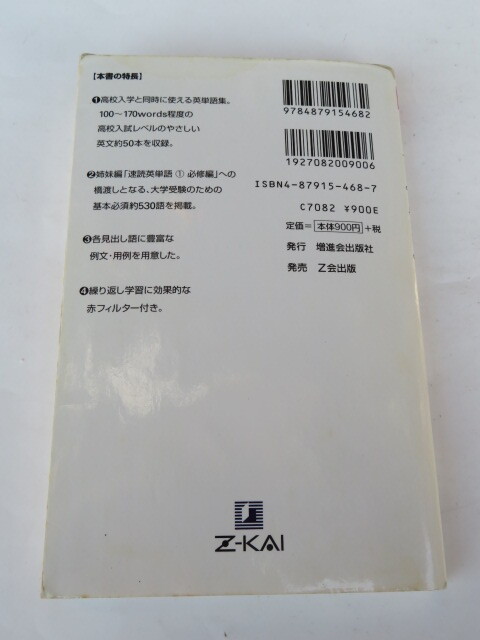 【本書の特長】
❶高校入学と同時に使える英単語集。
100〜170words程度の
高校入試レベルのやさしい
英文約50本を収録。
❷姉妹編「速読英単語 ① 必修編」への
橋渡しとなる、大学受験のための
基本必須約530語を掲載。
❸各見出し語に豊富な
例文・用例を用意した。
❹繰り返し学習に効果的な
赤フィルター付き。
9784879154682
1927082009006
ISBN4-87915-468-7
C7082 ¥900E
定価＝本体900円＋税
発行 増進会出版社
発売 Z会出版
Z-KAI